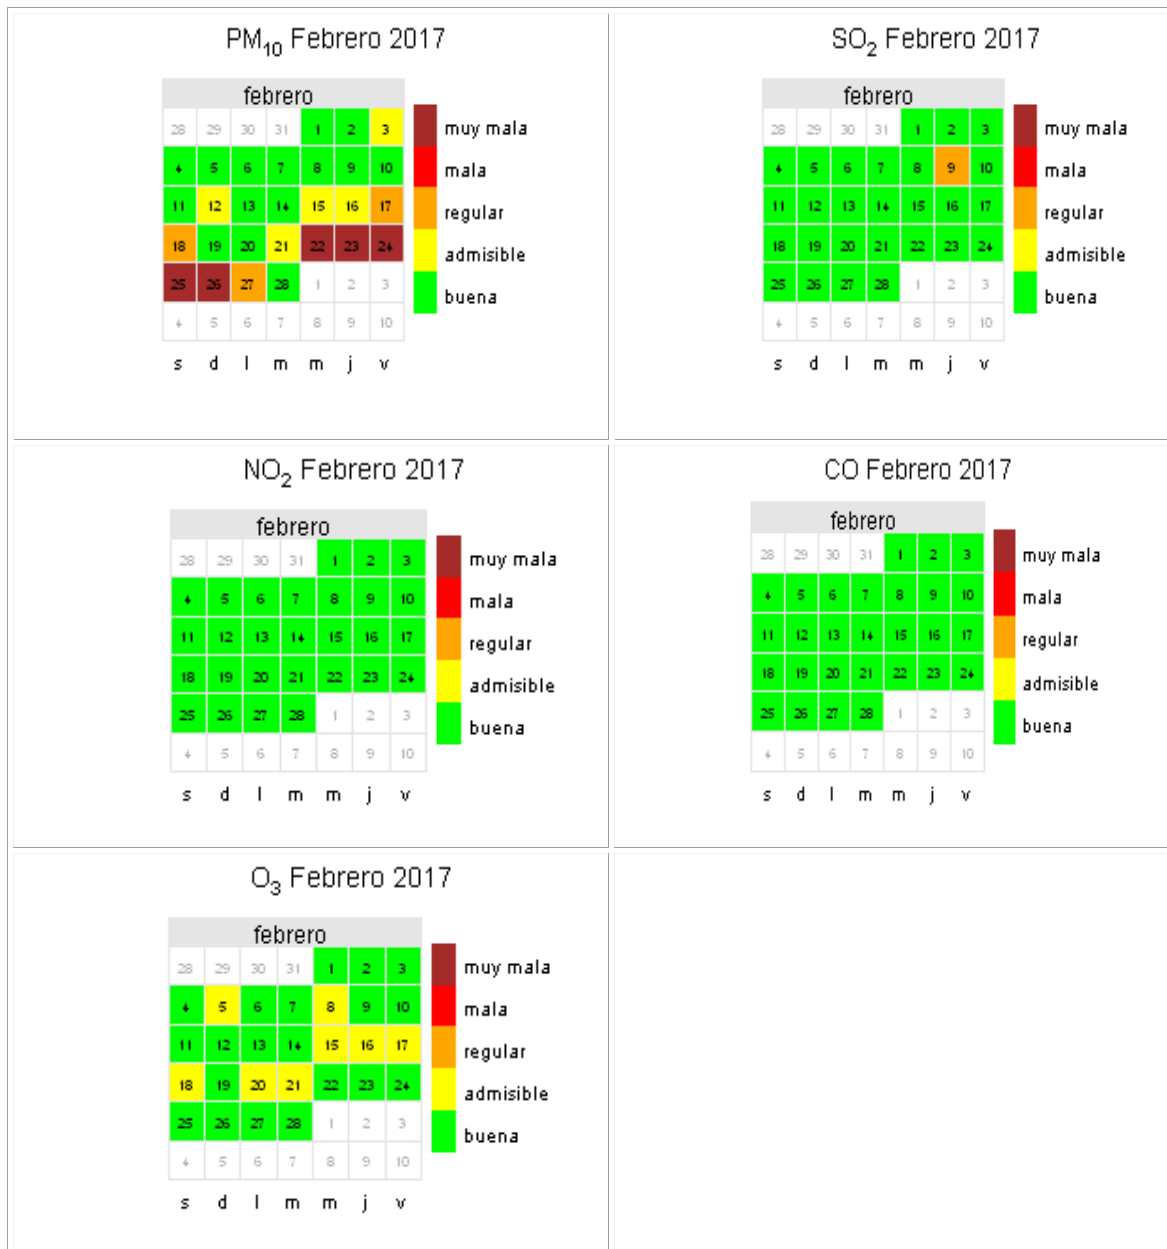 PM10 Febrero 2017
febrero
28 29 30 31 1 2 3
4 5 6 7 8 9 10
11 12 13 14 15 16 17
18 19 20 21 22 23 24
25 26 27 28 1 2 3
4 5 6 7 8 9 10
s d l m m j v
muy mala
mala
regular
admisible
buena
SO2 Febrero 2017
febrero
28 29 30 31 1 2 3
4 5 6 7 8 9 10
11 12 13 14 15 16 17
18 19 20 21 22 23 24
25 26 27 28 1 2 3
4 5 6 7 8 9 10
s d l m m j v
muy mala
mala
regular
admisible
buena
NO2 Febrero 2017
febrero
28 29 30 31 1 2 3
4 5 6 7 8 9 10
11 12 13 14 15 16 17
18 19 20 21 22 23 24
25 26 27 28 1 2 3
4 5 6 7 8 9 10
s d l m m j v
muy mala
mala
regular
admisible
buena
CO Febrero 2017
febrero
28 29 30 31 1 2 3
4 5 6 7 8 9 10
11 12 13 14 15 16 17
18 19 20 21 22 23 24
25 26 27 28 1 2 3
4 5 6 7 8 9 10
s d l m m j v
muy mala
mala
regular
admisible
buena
O3 Febrero 2017
febrero
28 29 30 31 1 2 3
4 5 6 7 8 9 10
11 12 13 14 15 16 17
18 19 20 21 22 23 24
25 26 27 28 1 2 3
4 5 6 7 8 9 10
s d l m m j v
muy mala
mala
regular
admisible
buena